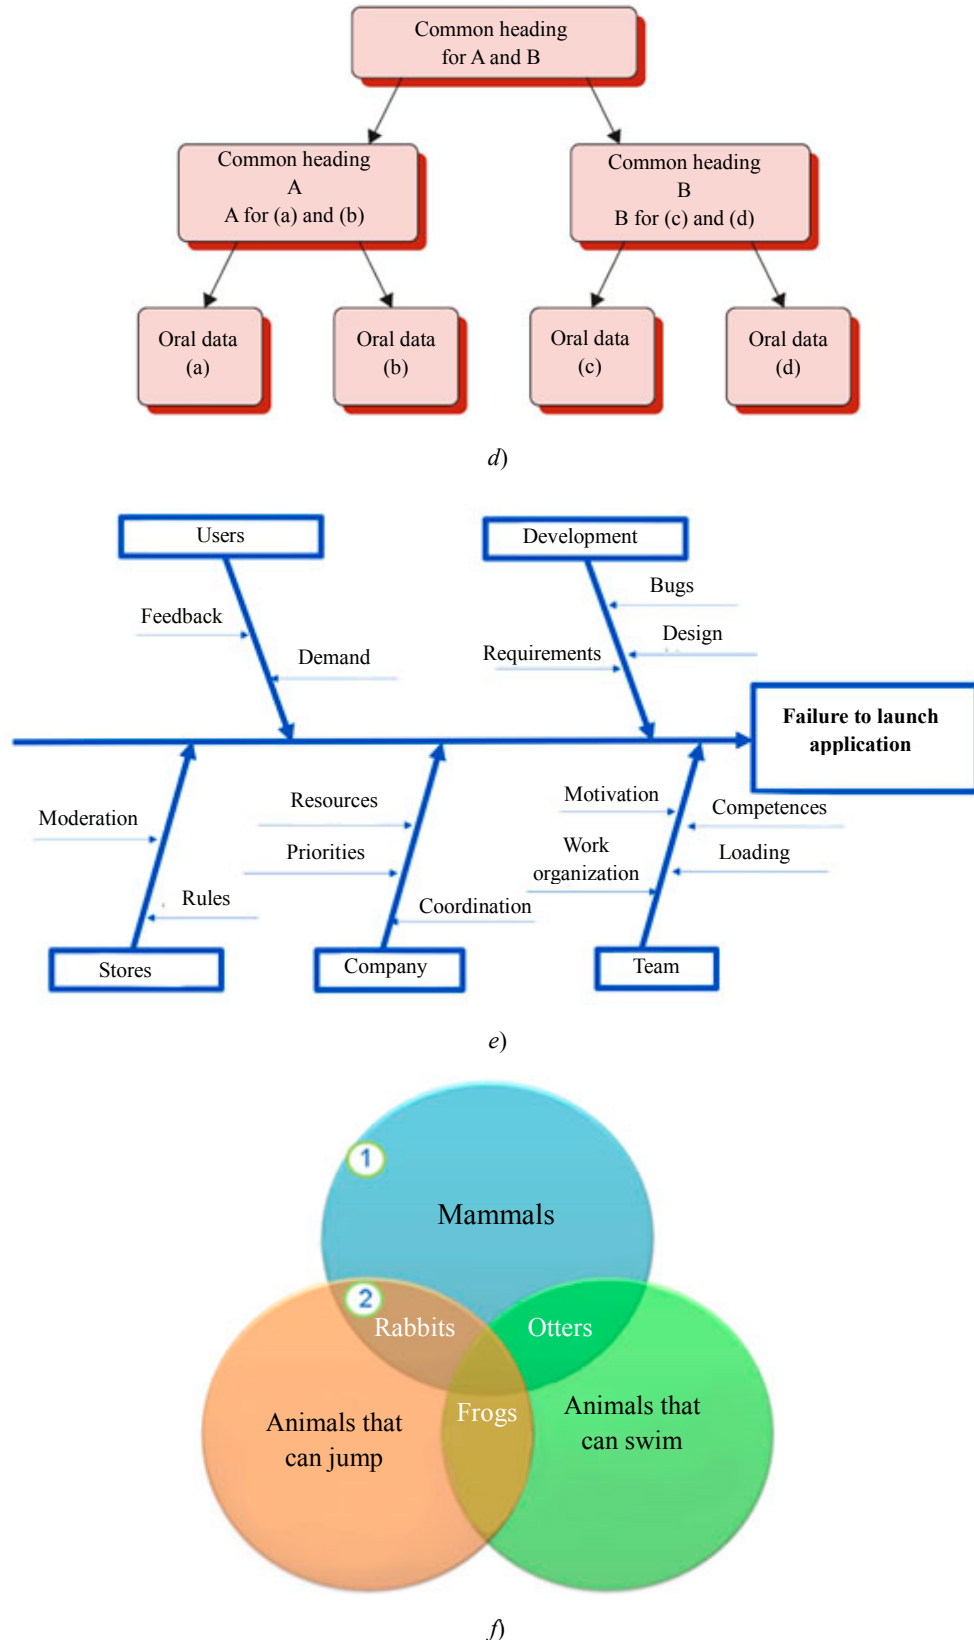 Common heading
for A and B
Common heading
A
A for (a) and (b)
Common heading
B
B for (c) and (d)
Oral data
(a)
Oral data
(b)
Oral data
(c)
Oral data
(d)
d)
Users
Development
Feedback
Demand
Bugs
Design
Requirements
Failure to launch
application
Moderation
Rules
Resources
Priorities
Coordination
Motivation
Competences
Work
organization
Loading
Stores
Company
Team
e)
1
Mammals
2
Rabbits
Otters
Frogs
Animals that
can jump
Animals that
can swim
f)